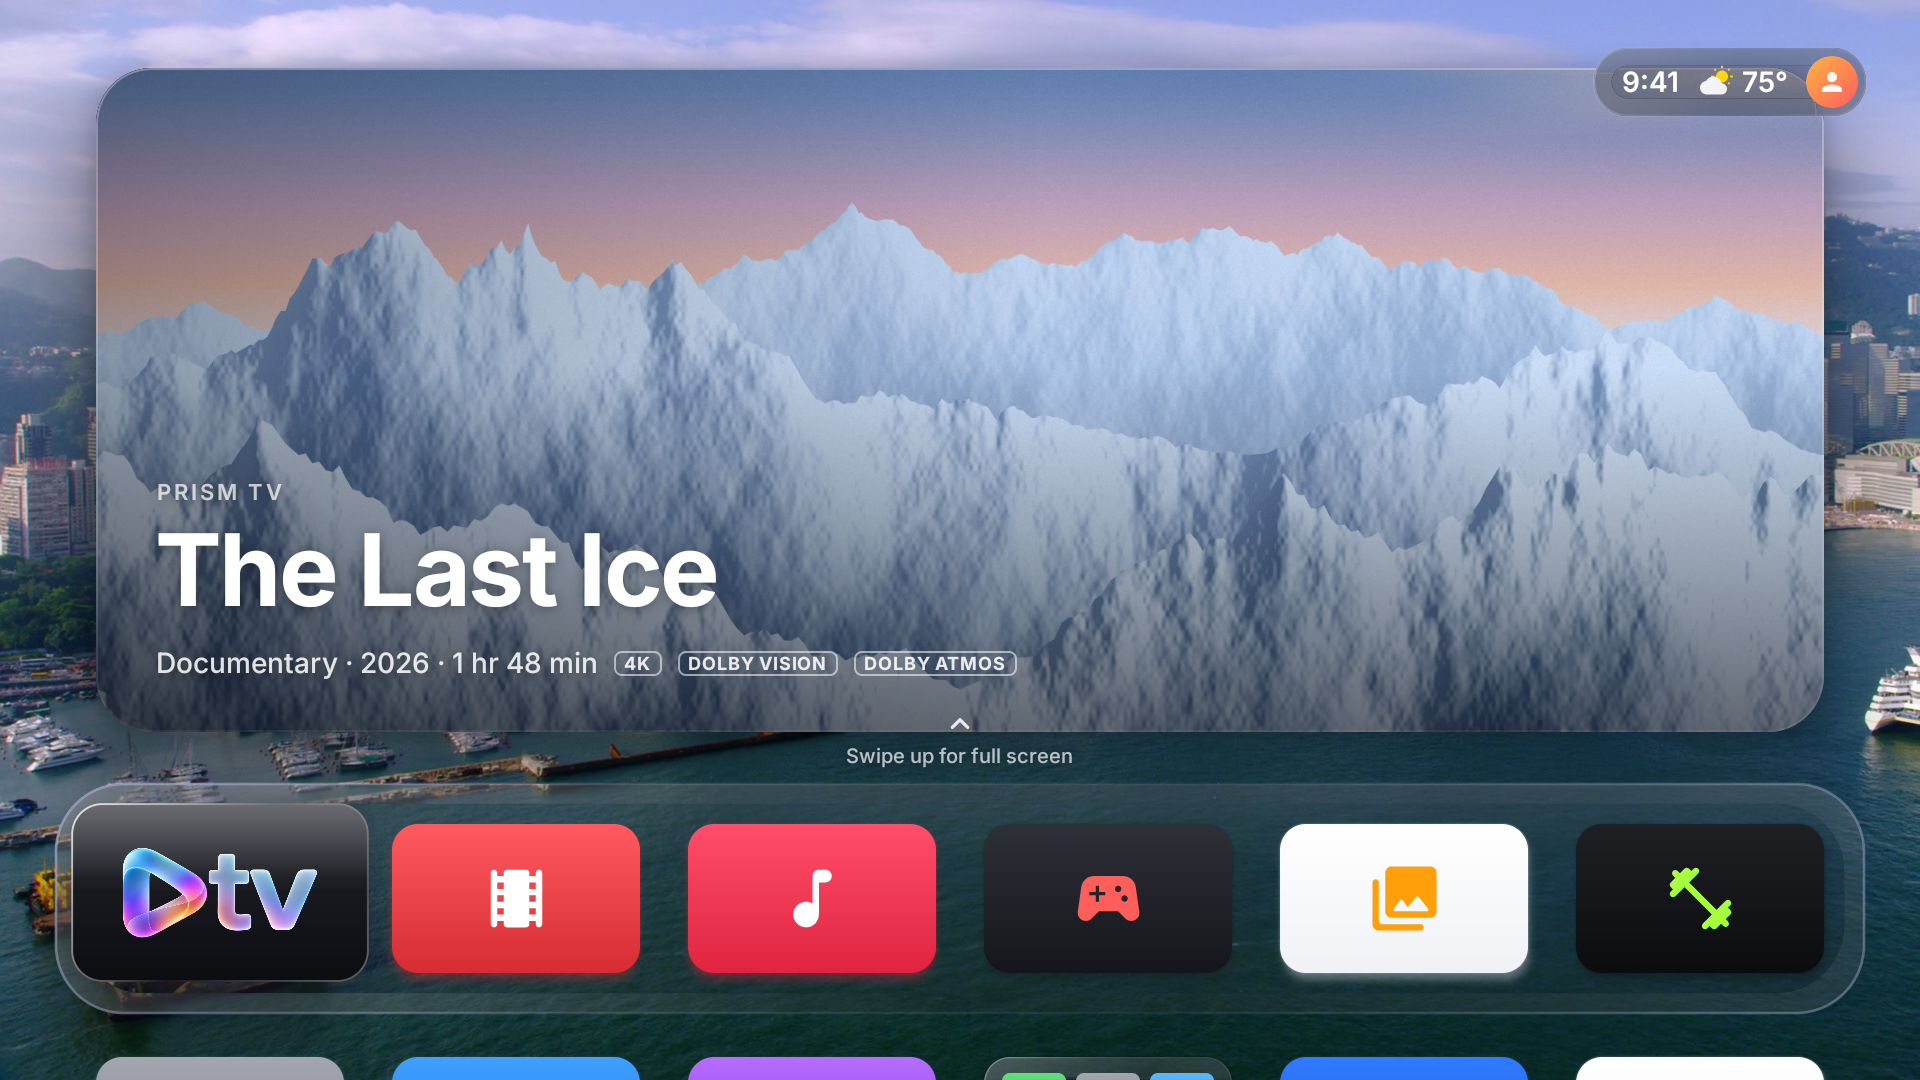 9:41 75°
PRISM TV
The Last Ice
Documentary · 2026 · 1 hr 48 min 4K DOLBY VISION DOLBY ATMOS
Swipe up for full screen
tv